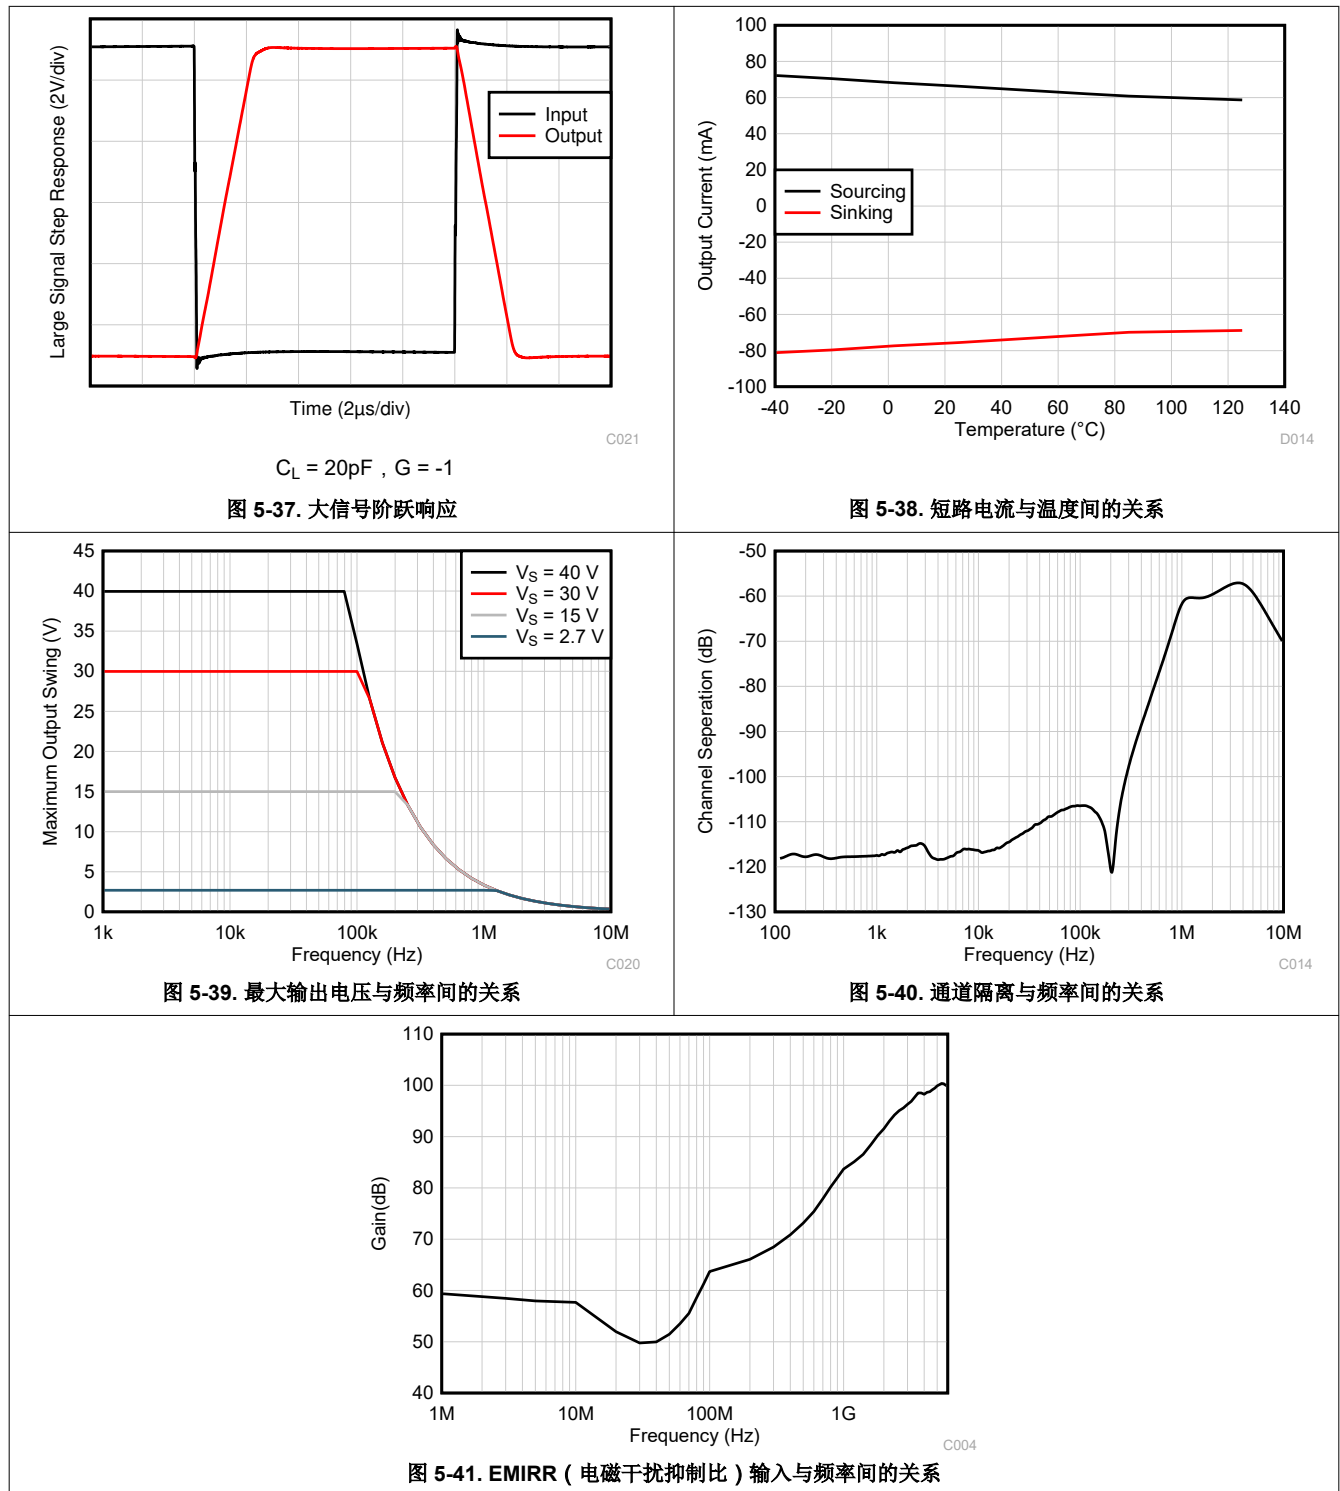 Large Signal Step Response (2V/div)
Input
Output
Time (2µs/div)
C021
C_L = 20pF，G = -1
图 5-37. 大信号阶跃响应
Output Current (mA)
100
80
60
40
20
0
-20
-40
-60
-80
-100
Sourcing
Sinking
-40 -20 0 20 40 60 80 100 120 140
Temperature (°C)
D014
图 5-38. 短路电流与温度间的关系
Maximum Output Swing (V)
45
40
35
30
25
20
15
10
5
0
V_S = 40 V
V_S = 30 V
V_S = 15 V
V_S = 2.7 V
1k 10k 100k 1M 10M
Frequency (Hz)
C020
图 5-39. 最大输出电压与频率间的关系
Channel Seperation (dB)
-50
-60
-70
-80
-90
-100
-110
-120
-130
100 1k 10k 100k 1M 10M
Frequency (Hz)
C014
图 5-40. 通道隔离与频率间的关系
Gain(dB)
110
100
90
80
70
60
50
40
1M 10M 100M 1G
Frequency (Hz)
C004
图 5-41. EMIRR（电磁干扰抑制比）输入与频率间的关系